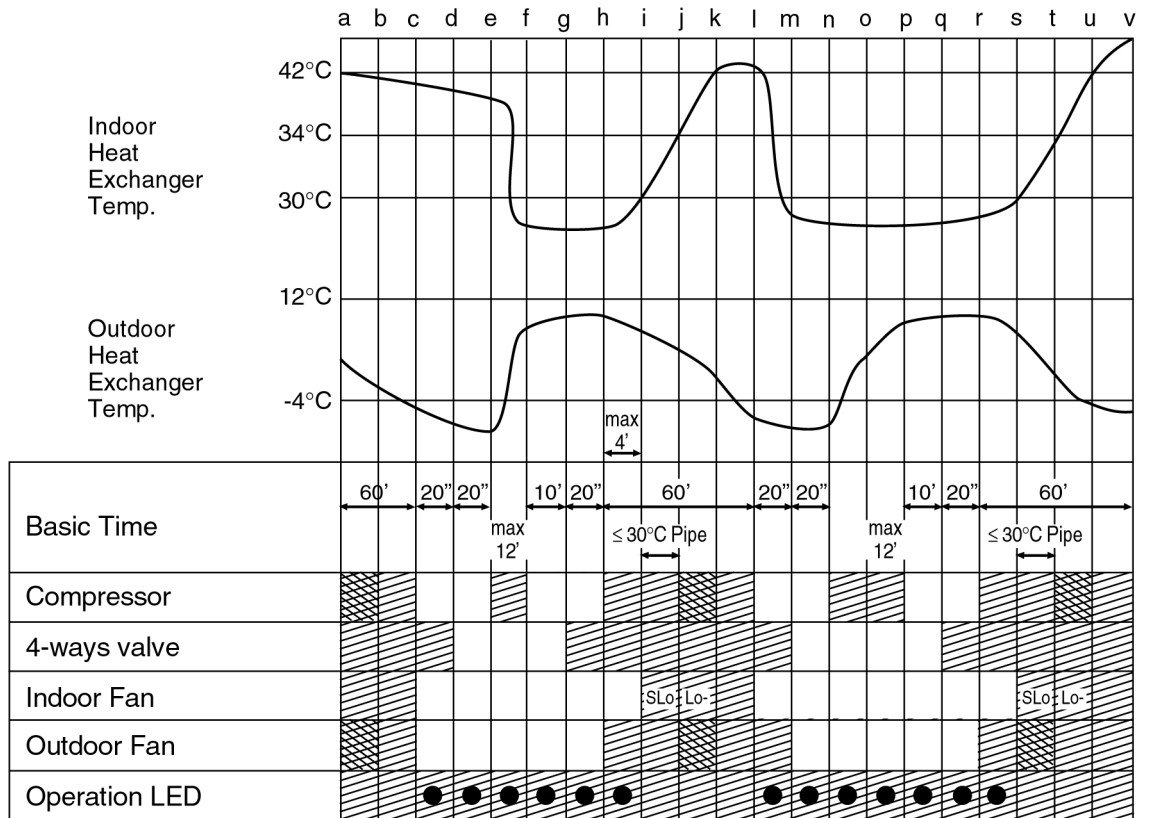 a b c d e f g h i j k l m n o p q r s t u v
42°C
34°C
30°C
12°C
-4°C
Indoor
Heat
Exchanger
Temp.
Outdoor
Heat
Exchanger
Temp.
max
4’
Basic Time
60’ 20” 20” 10’ 20” 60’ 20” 20” 10’ 20” 60’
max
12’
≤ 30°C Pipe
max
12’
≤ 30°C Pipe
Compressor
4-ways valve
Indoor Fan
SLo Lo- SLo Lo-
Outdoor Fan
Operation LED